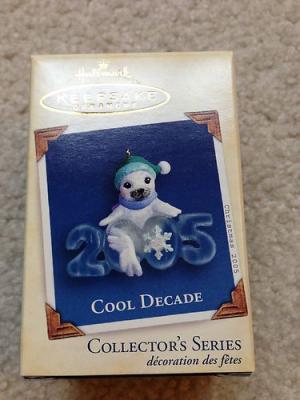 Hallmark
KEEPSAKE
ORNAMENT
Christmas 2005
2005
COOL DECADE
COLLECTOR'S SERIES
décoration des fêtes